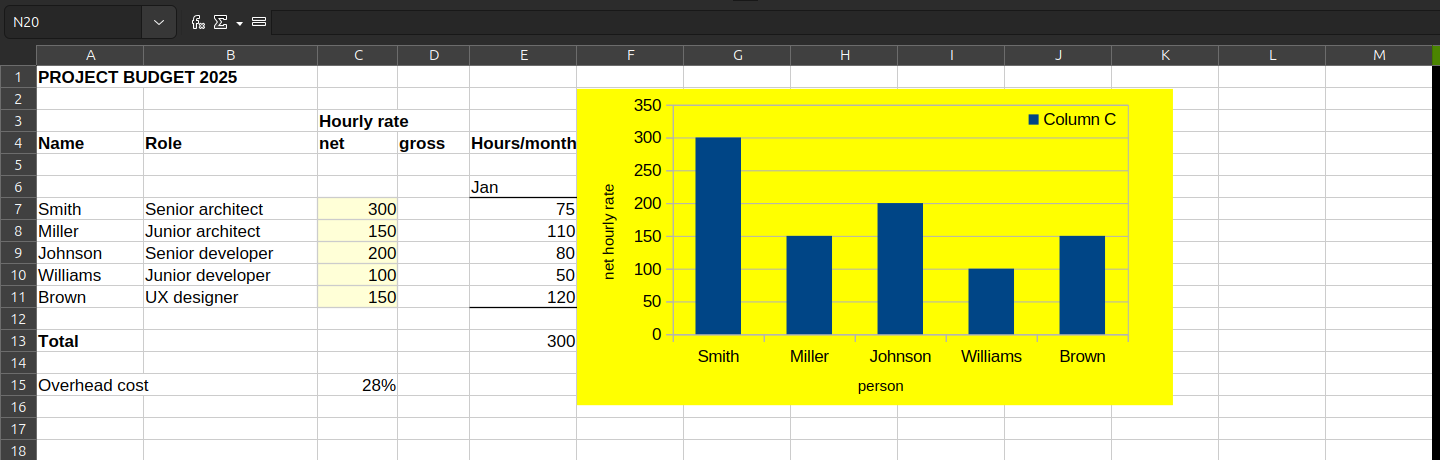 N20
A B C D E F G H I J K L M
1 PROJECT BUDGET 2025
2
3 Hourly rate
4 Name Role net gross Hours/month
5
6 Jan
7 Smith Senior architect 300 75
8 Miller Junior architect 150 110
9 Johnson Senior developer 200 80
10 Williams Junior developer 100 50
11 Brown UX designer 150 120
12
13 Total 300
14
15 Overhead cost 28%
16
17
18
Column C
350
300
250
200
150
100
50
0
net hourly rate
Smith Miller Johnson Williams Brown
person